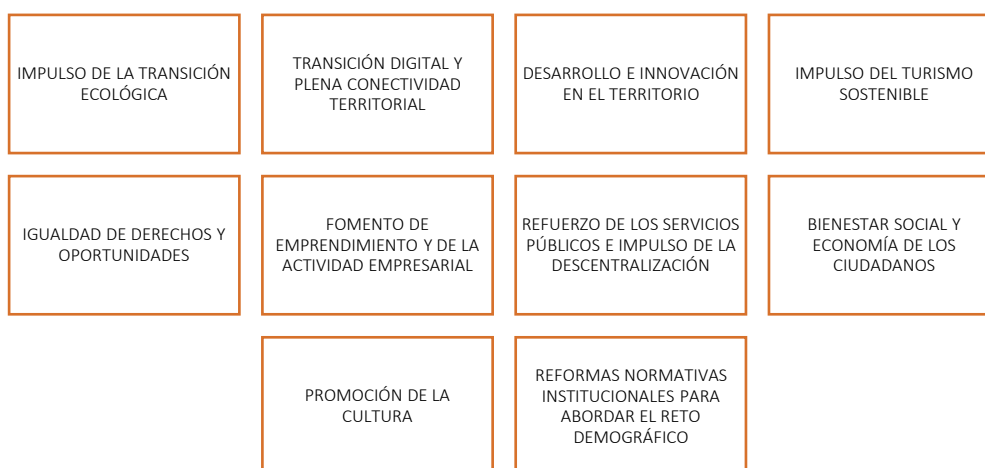 IMPULSO DE LA TRANSICIÓN
ECOLÓGICA
TRANSICIÓN DIGITAL Y
PLENA CONECTIVIDAD
TERRITORIAL
DESARROLLO E INNOVACIÓN
EN EL TERRITORIO
IMPULSO DEL TURISMO
SOSTENIBLE
IGUALDAD DE DERECHOS Y
OPORTUNIDADES
FOMENTO DE
EMPRENDIMIENTO Y DE LA
ACTIVIDAD EMPRESARIAL
REFUERZO DE LOS SERVICIOS
PÚBLICOS E IMPULSO DE LA
DESCENTRALIZACIÓN
BIENESTAR SOCIAL Y
ECONOMÍA DE LOS
CIUDADANOS
PROMOCIÓN DE LA
CULTURA
REFORMAS NORMATIVAS
INSTITUCIONALES PARA
ABORDAR EL RETO
DEMOGRÁFICO